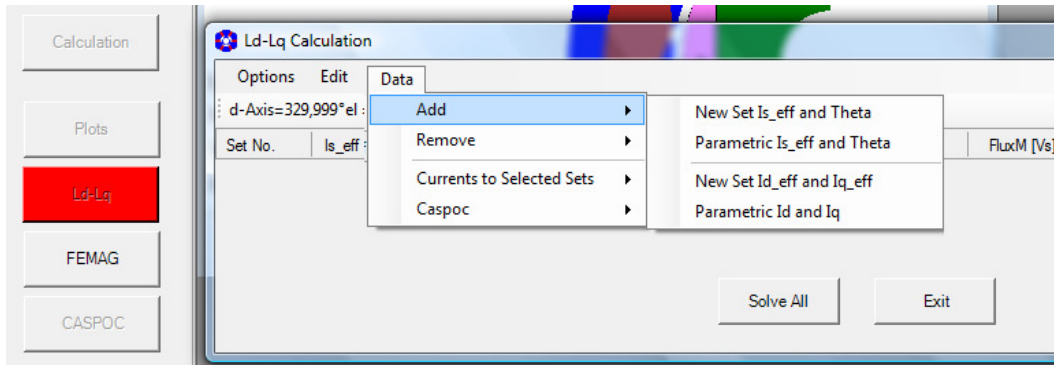 Calculation
Plots
Ld-Lq
FEMAG
CASPOC
Ld-Lq Calculation
Options Edit Data
d-Axis=329,999°el
Set No. Is_eff FluxM [Vs]
Add
Remove
Currents to Selected Sets
Caspoc
New Set Is_eff and Theta
Parametric Is_eff and Theta
New Set Id_eff and Iq_eff
Parametric Id and Iq
Solve All Exit